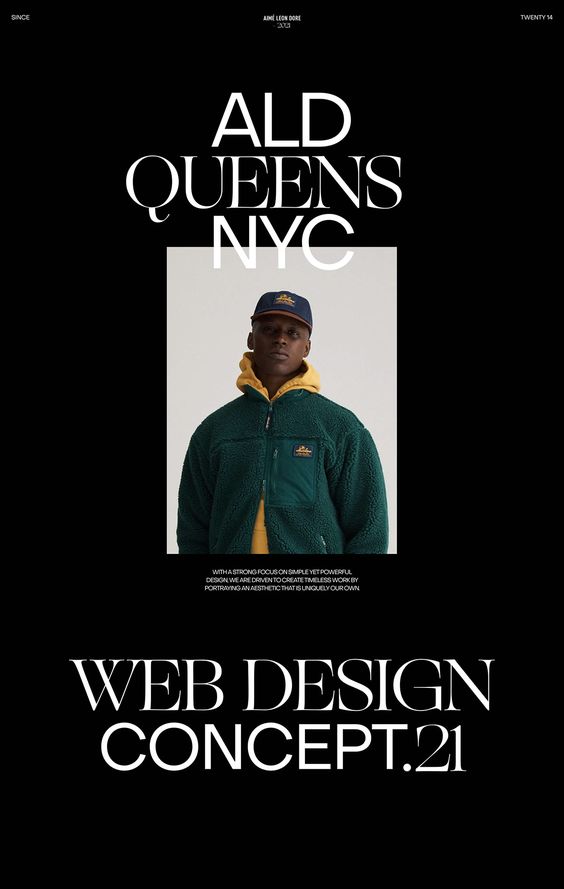 SINCE
AIMÉ LEON DORE
2021
TWENTY 14
ALD
QUEENS
NYC
WITH A STRONG FOCUS ON SIMPLE YET POWERFUL
DESIGN, WE ARE DRIVEN TO CREATE TIMELESS WORK BY
PORTRAYING AN AESTHETIC THAT IS UNIQUELY OUR OWN.
WEB DESIGN
CONCEPT.21